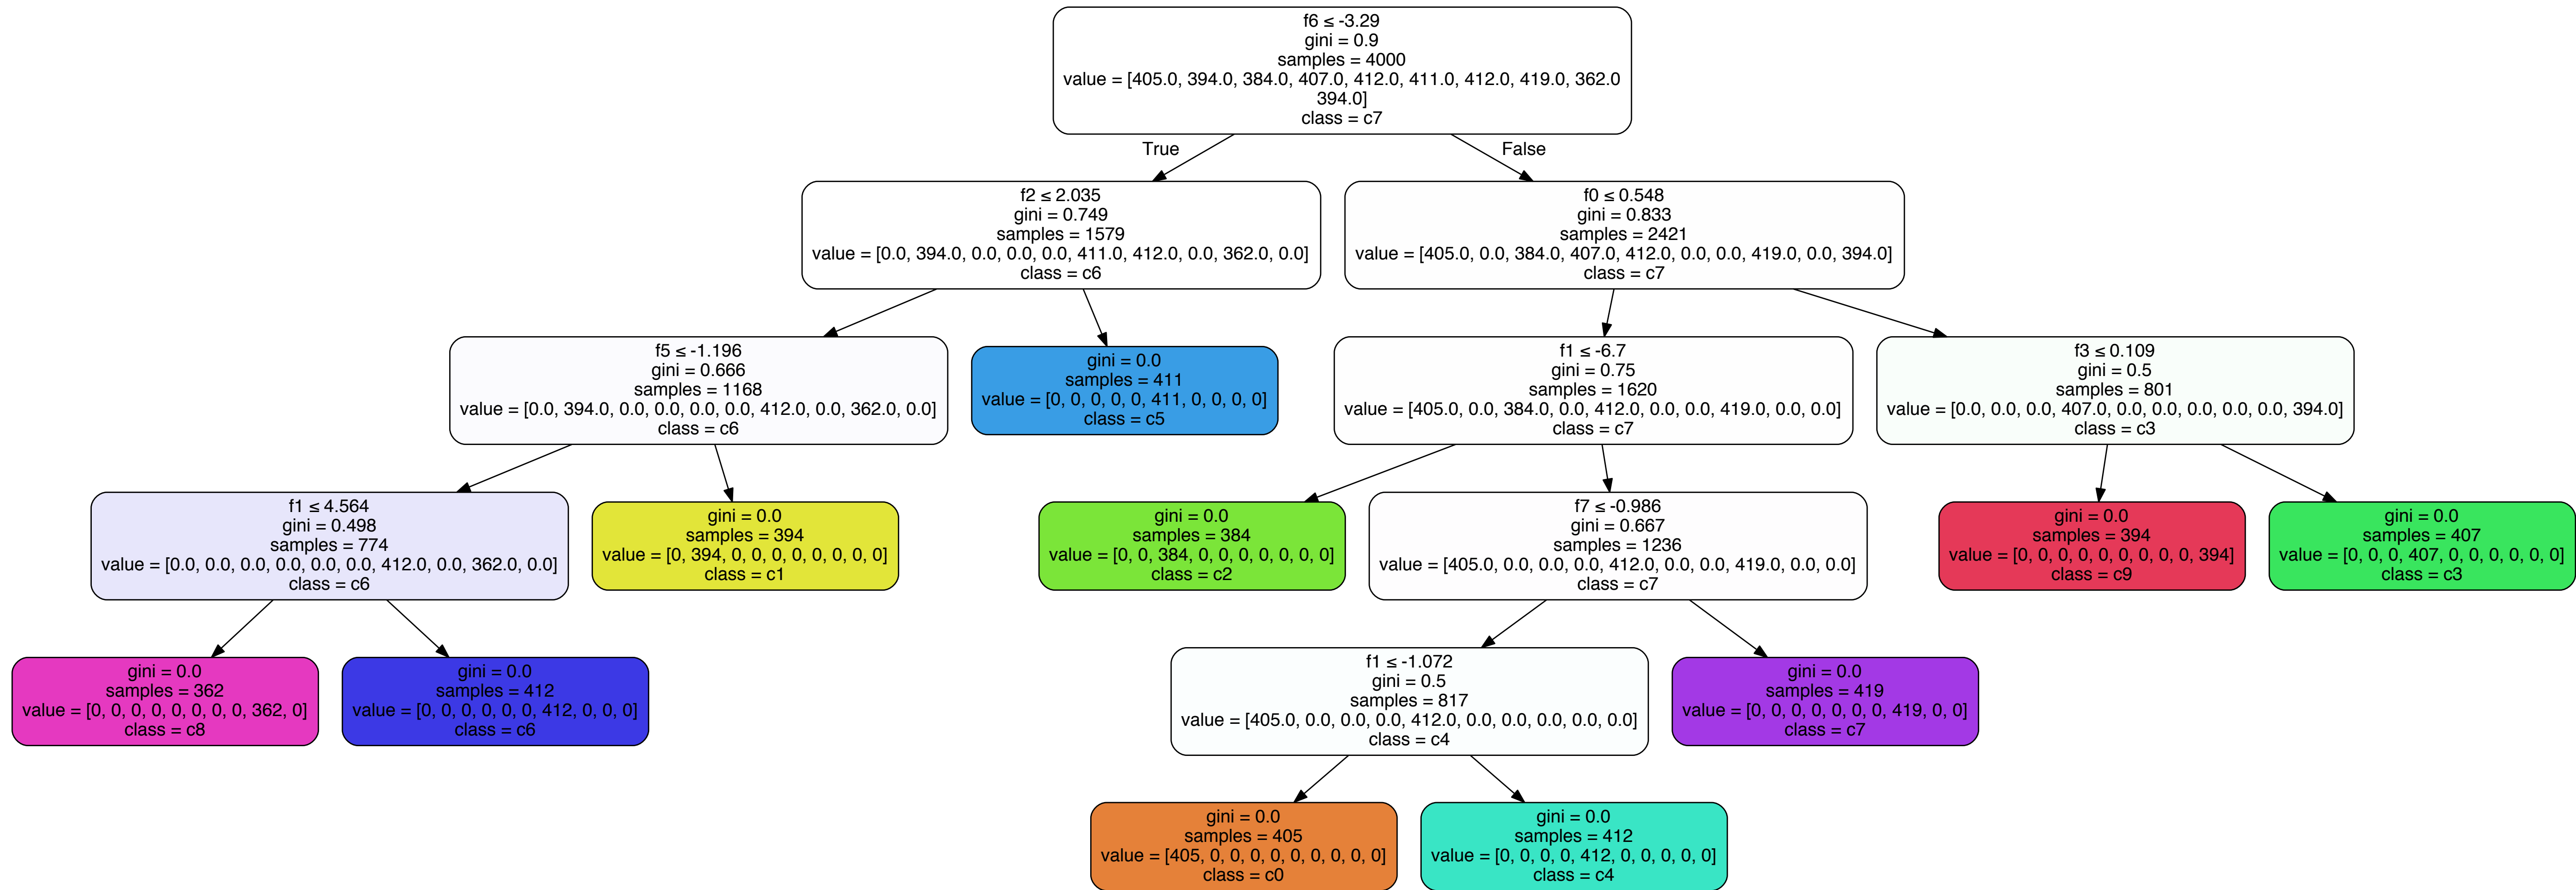 f6 ≤ -3.29
gini = 0.9
samples = 4000
value = [405.0, 394.0, 384.0, 407.0, 412.0, 411.0, 412.0, 419.0, 362.0
394.0]
class = c7
True
False
f2 ≤ 2.035
gini = 0.749
samples = 1579
value = [0.0, 394.0, 0.0, 0.0, 0.0, 411.0, 412.0, 0.0, 362.0, 0.0]
class = c6
f0 ≤ 0.548
gini = 0.833
samples = 2421
value = [405.0, 0.0, 384.0, 407.0, 412.0, 0.0, 0.0, 419.0, 0.0, 394.0]
class = c7
f5 ≤ -1.196
gini = 0.666
samples = 1168
value = [0.0, 394.0, 0.0, 0.0, 0.0, 0.0, 412.0, 0.0, 362.0, 0.0]
class = c6
gini = 0.0
samples = 411
value = [0, 0, 0, 0, 0, 411, 0, 0, 0, 0]
class = c5
f1 ≤ -6.7
gini = 0.75
samples = 1620
value = [405.0, 0.0, 384.0, 0.0, 412.0, 0.0, 0.0, 419.0, 0.0, 0.0]
class = c7
f3 ≤ 0.109
gini = 0.5
samples = 801
value = [0.0, 0.0, 0.0, 407.0, 0.0, 0.0, 0.0, 0.0, 0.0, 394.0]
class = c3
f1 ≤ 4.564
gini = 0.498
samples = 774
value = [0.0, 0.0, 0.0, 0.0, 0.0, 0.0, 412.0, 0.0, 362.0, 0.0]
class = c6
gini = 0.0
samples = 394
value = [0, 394, 0, 0, 0, 0, 0, 0, 0, 0]
class = c1
gini = 0.0
samples = 384
value = [0, 0, 384, 0, 0, 0, 0, 0, 0, 0]
class = c2
f7 ≤ -0.986
gini = 0.667
samples = 1236
value = [405.0, 0.0, 0.0, 0.0, 412.0, 0.0, 0.0, 419.0, 0.0, 0.0]
class = c7
gini = 0.0
samples = 394
value = [0, 0, 0, 0, 0, 0, 0, 0, 0, 394]
class = c9
gini = 0.0
samples = 407
value = [0, 0, 0, 407, 0, 0, 0, 0, 0, 0]
class = c3
gini = 0.0
samples = 362
value = [0, 0, 0, 0, 0, 0, 0, 0, 362, 0]
class = c8
gini = 0.0
samples = 412
value = [0, 0, 0, 0, 0, 0, 412, 0, 0, 0]
class = c6
f1 ≤ -1.072
gini = 0.5
samples = 817
value = [405.0, 0.0, 0.0, 0.0, 412.0, 0.0, 0.0, 0.0, 0.0, 0.0]
class = c4
gini = 0.0
samples = 419
value = [0, 0, 0, 0, 0, 0, 0, 419, 0, 0]
class = c7
gini = 0.0
samples = 405
value = [405, 0, 0, 0, 0, 0, 0, 0, 0, 0]
class = c0
gini = 0.0
samples = 412
value = [0, 0, 0, 0, 412, 0, 0, 0, 0, 0]
class = c4